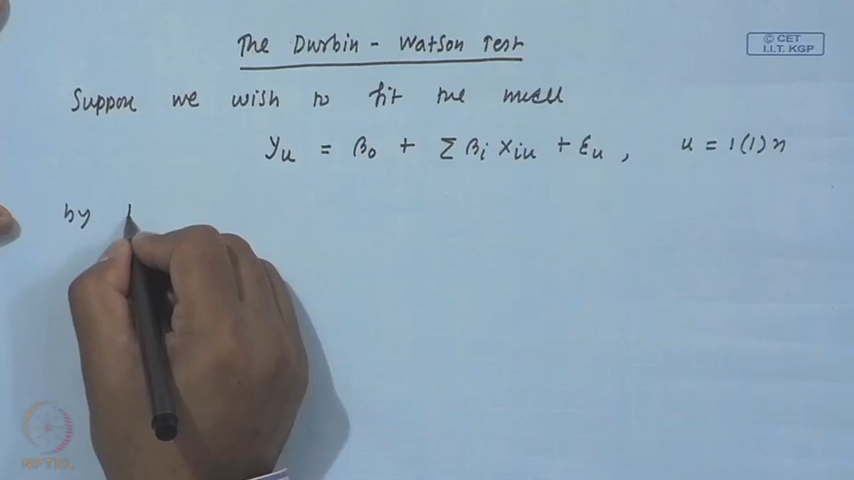 The Durbin - Watson Test
© CET
I.I.T. KGP
Suppose we wish to fit the model
Yu = β0 + Σ βi Xiu + εu, u = 1(1)n
by
NPTEL